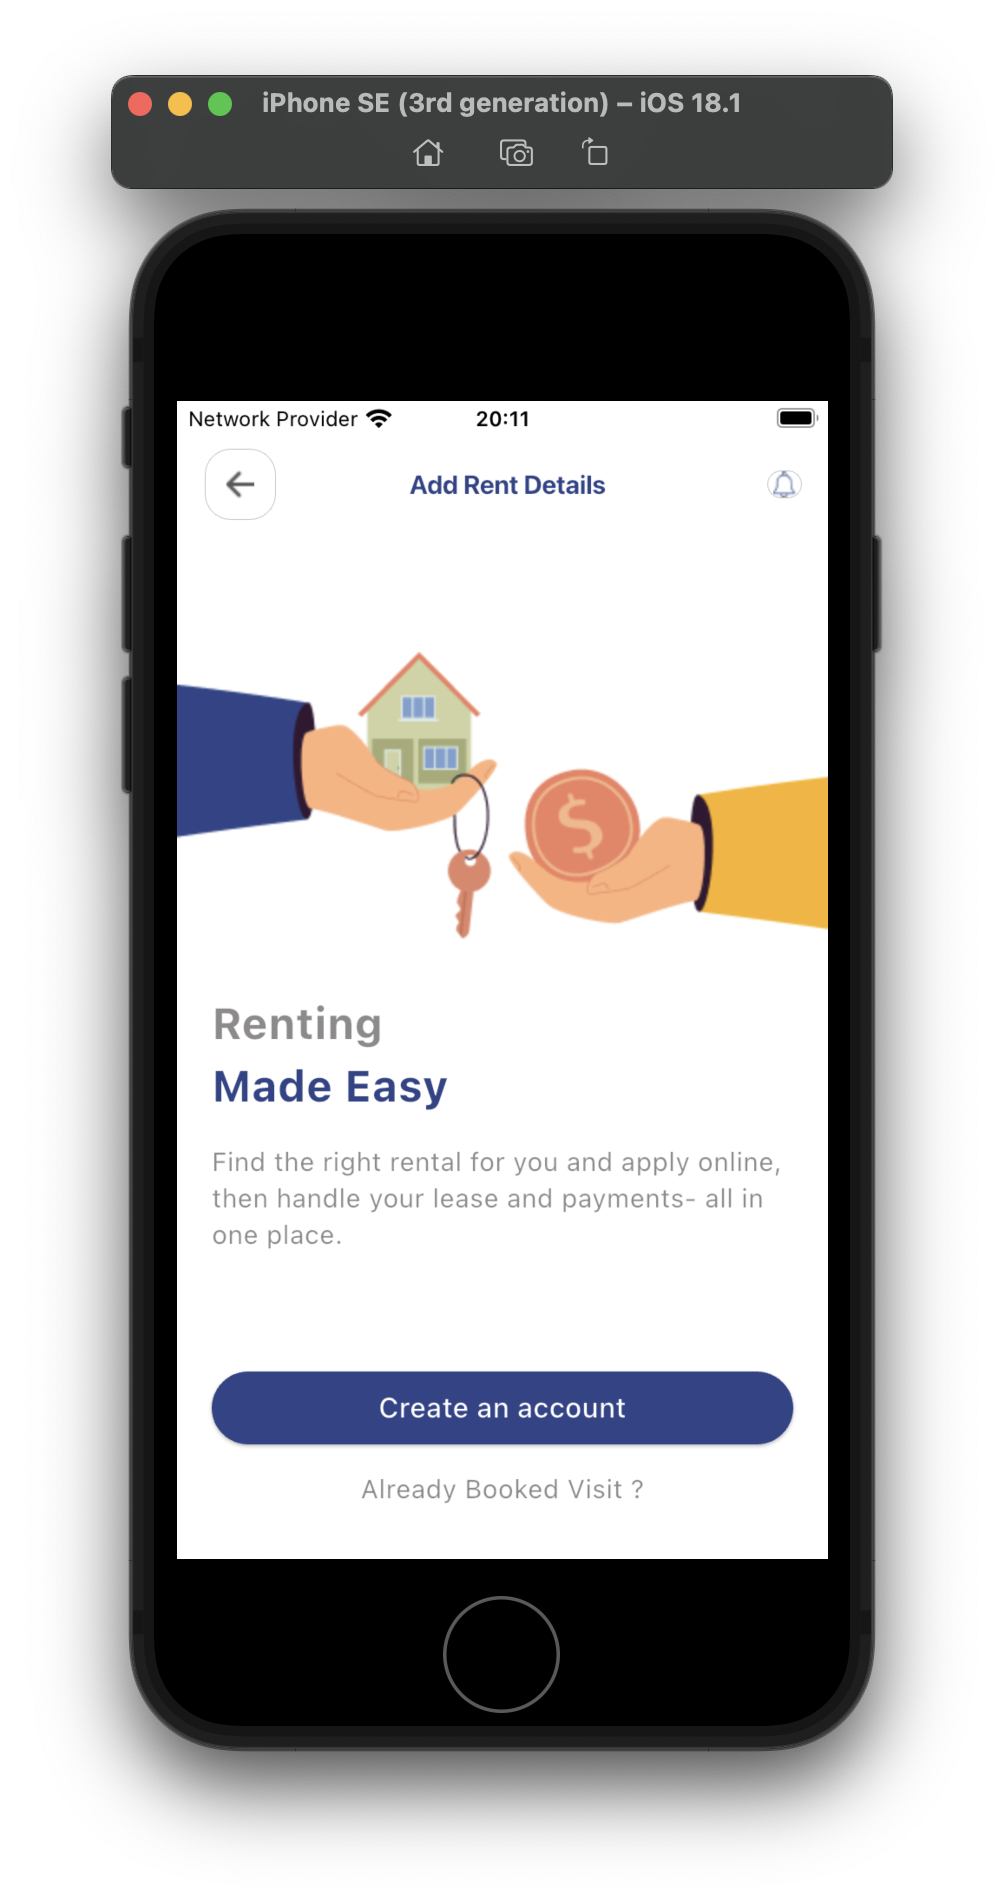 iPhone SE (3rd generation) – iOS 18.1
Network Provider 20:11
Add Rent Details
$
Renting
Made Easy
Find the right rental for you and apply online,
then handle your lease and payments- all in
one place.
Create an account
Already Booked Visit ?